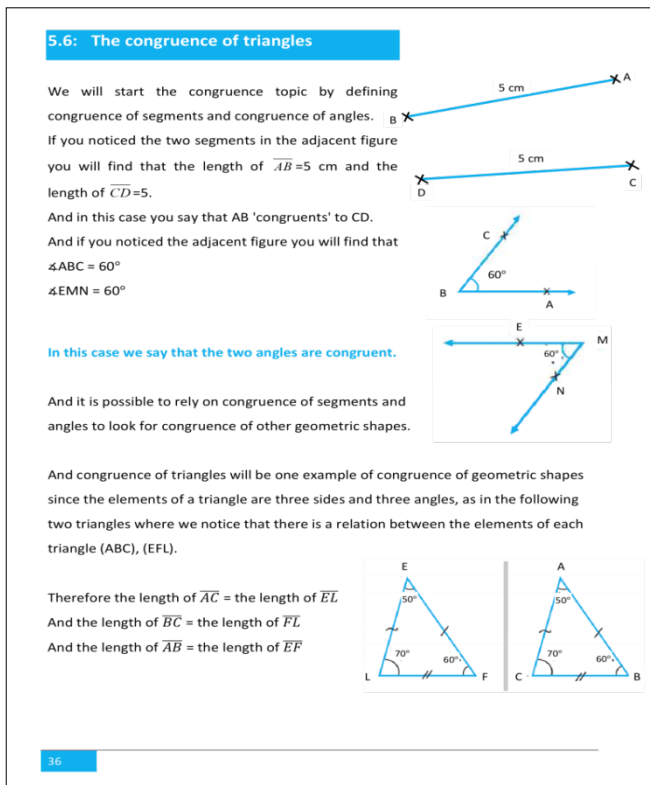 5.6: The congruence of triangles
We will start the congruence topic by defining
congruence of segments and congruence of angles.
If you noticed the two segments in the adjacent figure
you will find that the length of AB =5 cm and the
length of CD=5.
And in this case you say that AB 'congruents' to CD.
And if you noticed the adjacent figure you will find that
∡ABC = 60°
∡EMN = 60°
5 cm
A
B
5 cm
D
C
C
60°
B
A
E
M
60°
N
In this case we say that the two angles are congruent.
And it is possible to rely on congruence of segments and
angles to look for congruence of other geometric shapes.
And congruence of triangles will be one example of congruence of geometric shapes
since the elements of a triangle are three sides and three angles, as in the following
two triangles where we notice that there is a relation between the elements of each
triangle (ABC), (EFL).
Therefore the length of AC = the length of EL
And the length of BC = the length of FL
And the length of AB = the length of EF
E
50°
70°
60°
L
F
A
50°
70°
60°
C
B
36